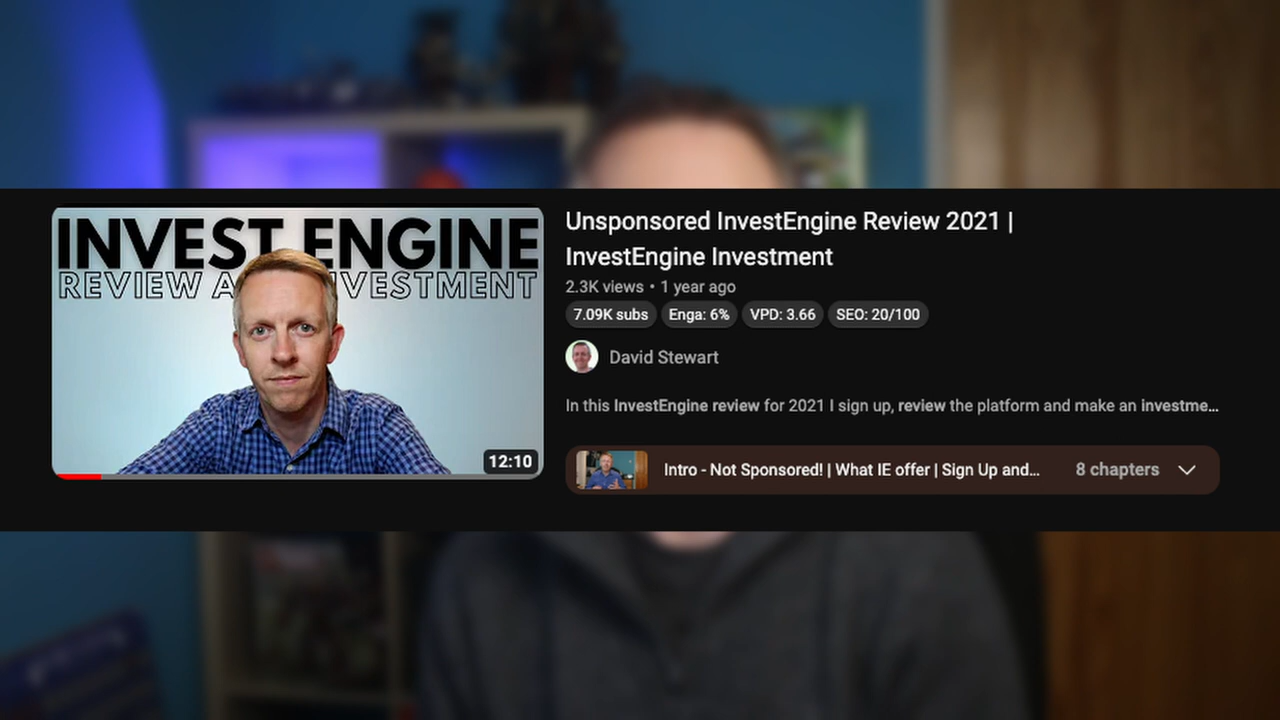 INVEST ENGINE
REVIEW A INVESTMENT
12:10
Unsponsored InvestEngine Review 2021 |
InvestEngine Investment
2.3K views • 1 year ago
7.09K subs Enga: 6% VPD: 3.66 SEO: 20/100
David Stewart
In this InvestEngine review for 2021 I sign up, review the platform and make an investme...
Intro - Not Sponsored! | What IE offer | Sign Up and... 8 chapters